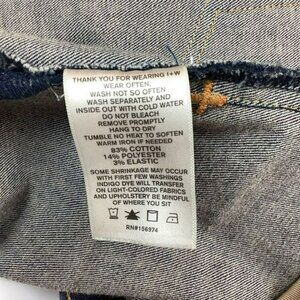 THANK YOU FOR WEARING I+W
WEAR OFTEN,
WASH NOT SO OFTEN
WASH SEPARATELY AND
INSIDE OUT WITH COLD WATER
DO NOT BLEACH
REMOVE PROMPTLY
HANG TO DRY
TUMBLE NO HEAT TO SOFTEN
WARM IRON IF NEEDED
83% COTTON
14% POLYESTER
3% ELASTIC
SOME SHRINKAGE MAY OCCUR
WITH FIRST FEW WASHINGS
INDIGO DYE WILL TRANSFER
ON LIGHT-COLORED FABRICS
AND UPHOLSTERY BE MINDFUL
OF WHERE YOU SIT
RN#156974